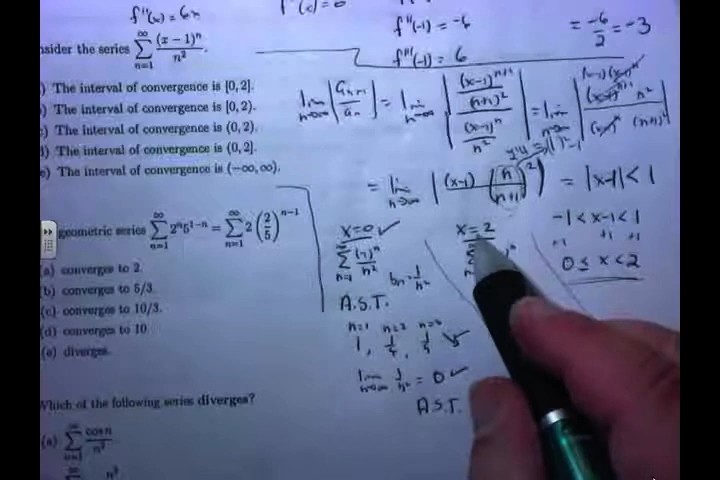 f''(x) = 6x
f''(-1) = -6
= -6/2 = -3
f'''(-1) = 6
nsider the series ∑_{n=1}^{∞} (x−1)^n/n².
) The interval of convergence is [0, 2].
) The interval of convergence is [0, 2).
) The interval of convergence is (0, 2).
) The interval of convergence is (0, 2].
) The interval of convergence is (−∞, ∞).
lim_{n→∞} |a_{n+1}/a_n| = lim_{n→∞} |((x-1)^{n+1}/(n+1)²)/((x-1)^n/n²)| = lim_{n→∞}
= lim_{n→∞} |(x-1) (n/(n+1))²| = |x-1| < 1
-1 < x-1 < 1
+1 +1 +1
0 ≤ x < 2
geometric series ∑_{n=1}^{∞} 2^n 5^{1−n} = ∑_{n=1}^{∞} 2 (2/5)^{n−1}
(a) converges to 2.
(b) converges to 5/3.
(c) converges to 10/3.
(d) converges to 10.
(e) diverges.
x=0 ✓
∑_{n=1}^{∞} (-1)^n/n²
b_n = 1/n²
A.S.T.
n=1 n=2 n=3
lim_{n→∞} 1/n² = 0 ✓
A.S.T.
x=2
Which of the following series diverges?
(a) ∑_{n=1}^{∞} cos n/n²